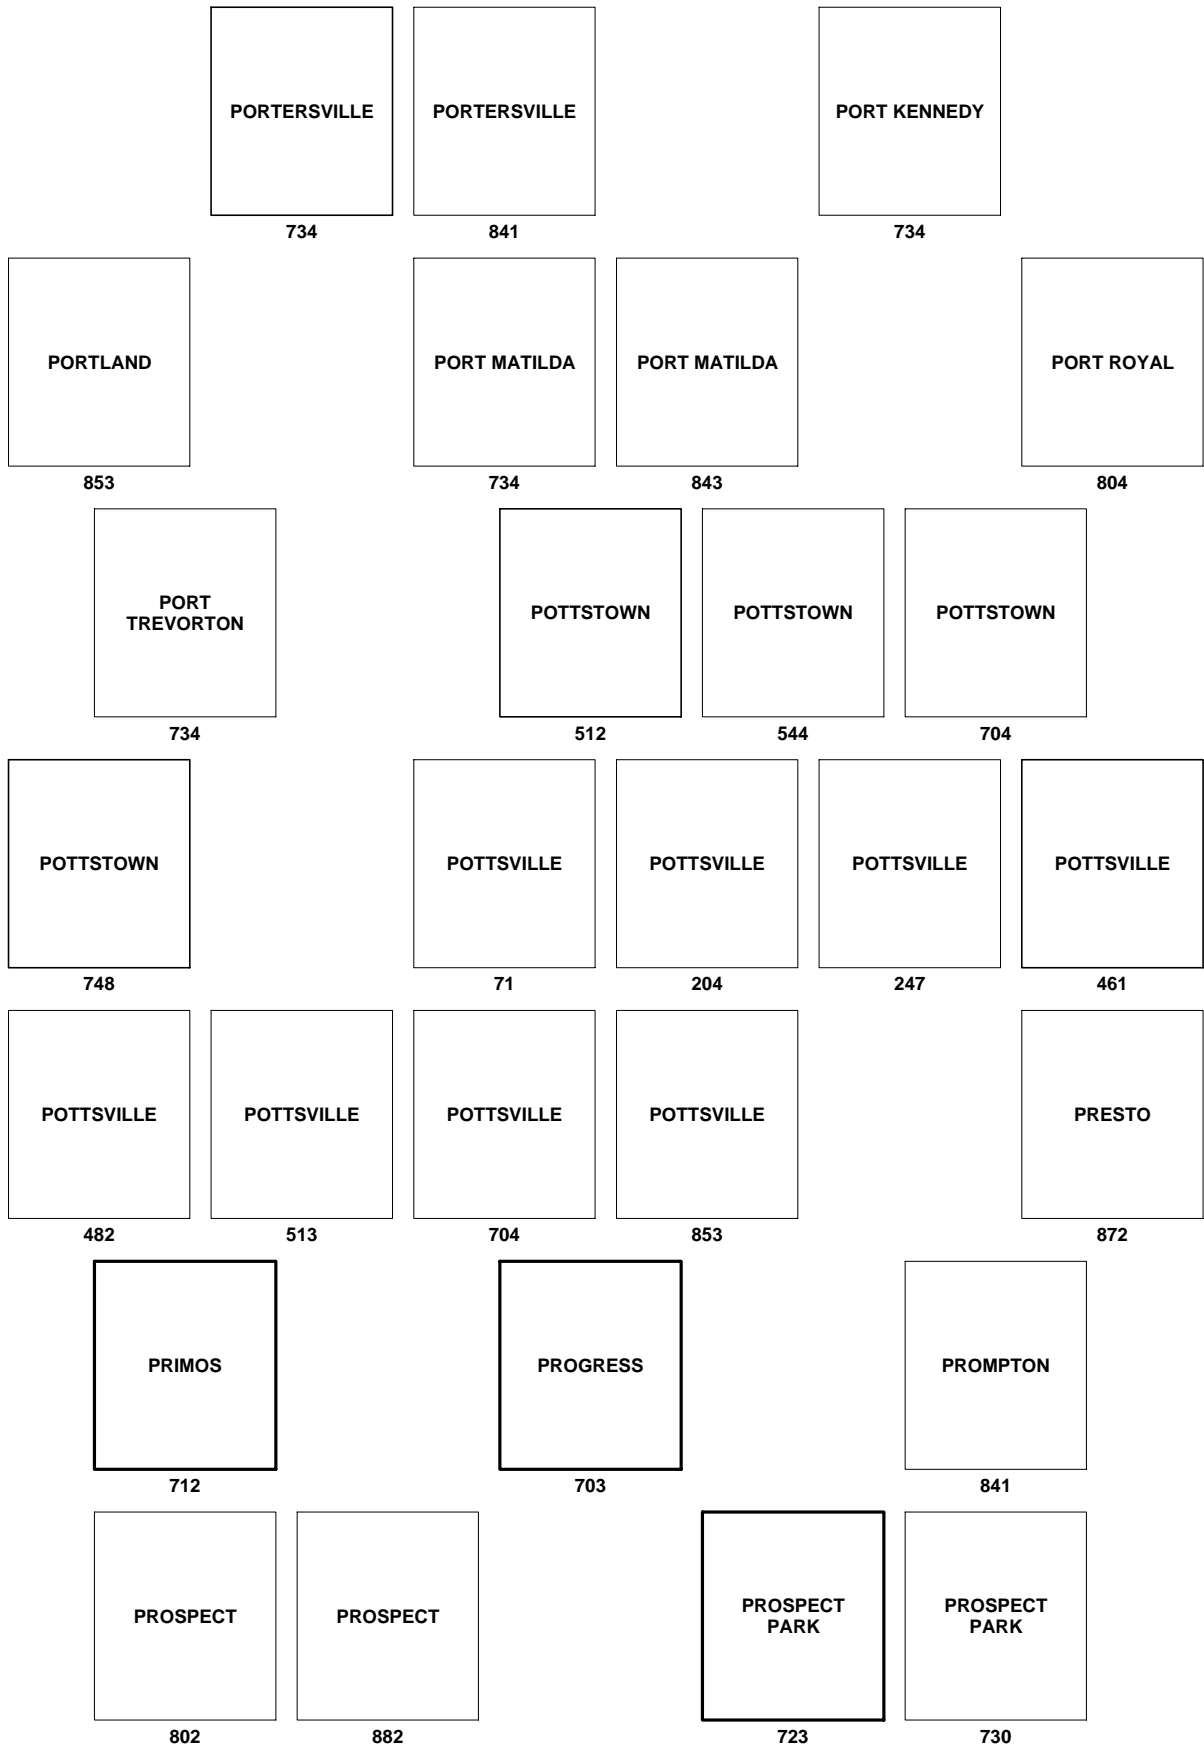 PORTERSVILLE PORTERSVILLE PORT KENNEDY
734 841 734
PORTLAND PORT MATILDA PORT MATILDA PORT ROYAL
853 734 843 804
PORT
TREVORTON
POTTSTOWN POTTSTOWN POTTSTOWN
734 512 544 704
POTTSTOWN POTTSVILLE POTTSVILLE POTTSVILLE POTTSVILLE
748 71 204 247 461
POTTSVILLE POTTSVILLE POTTSVILLE POTTSVILLE PRESTO
482 513 704 853 872
PRIMOS PROGRESS PROMPTON
712 703 841
PROSPECT PROSPECT
PROSPECT
PARK
PROSPECT
PARK
802 882 723 730